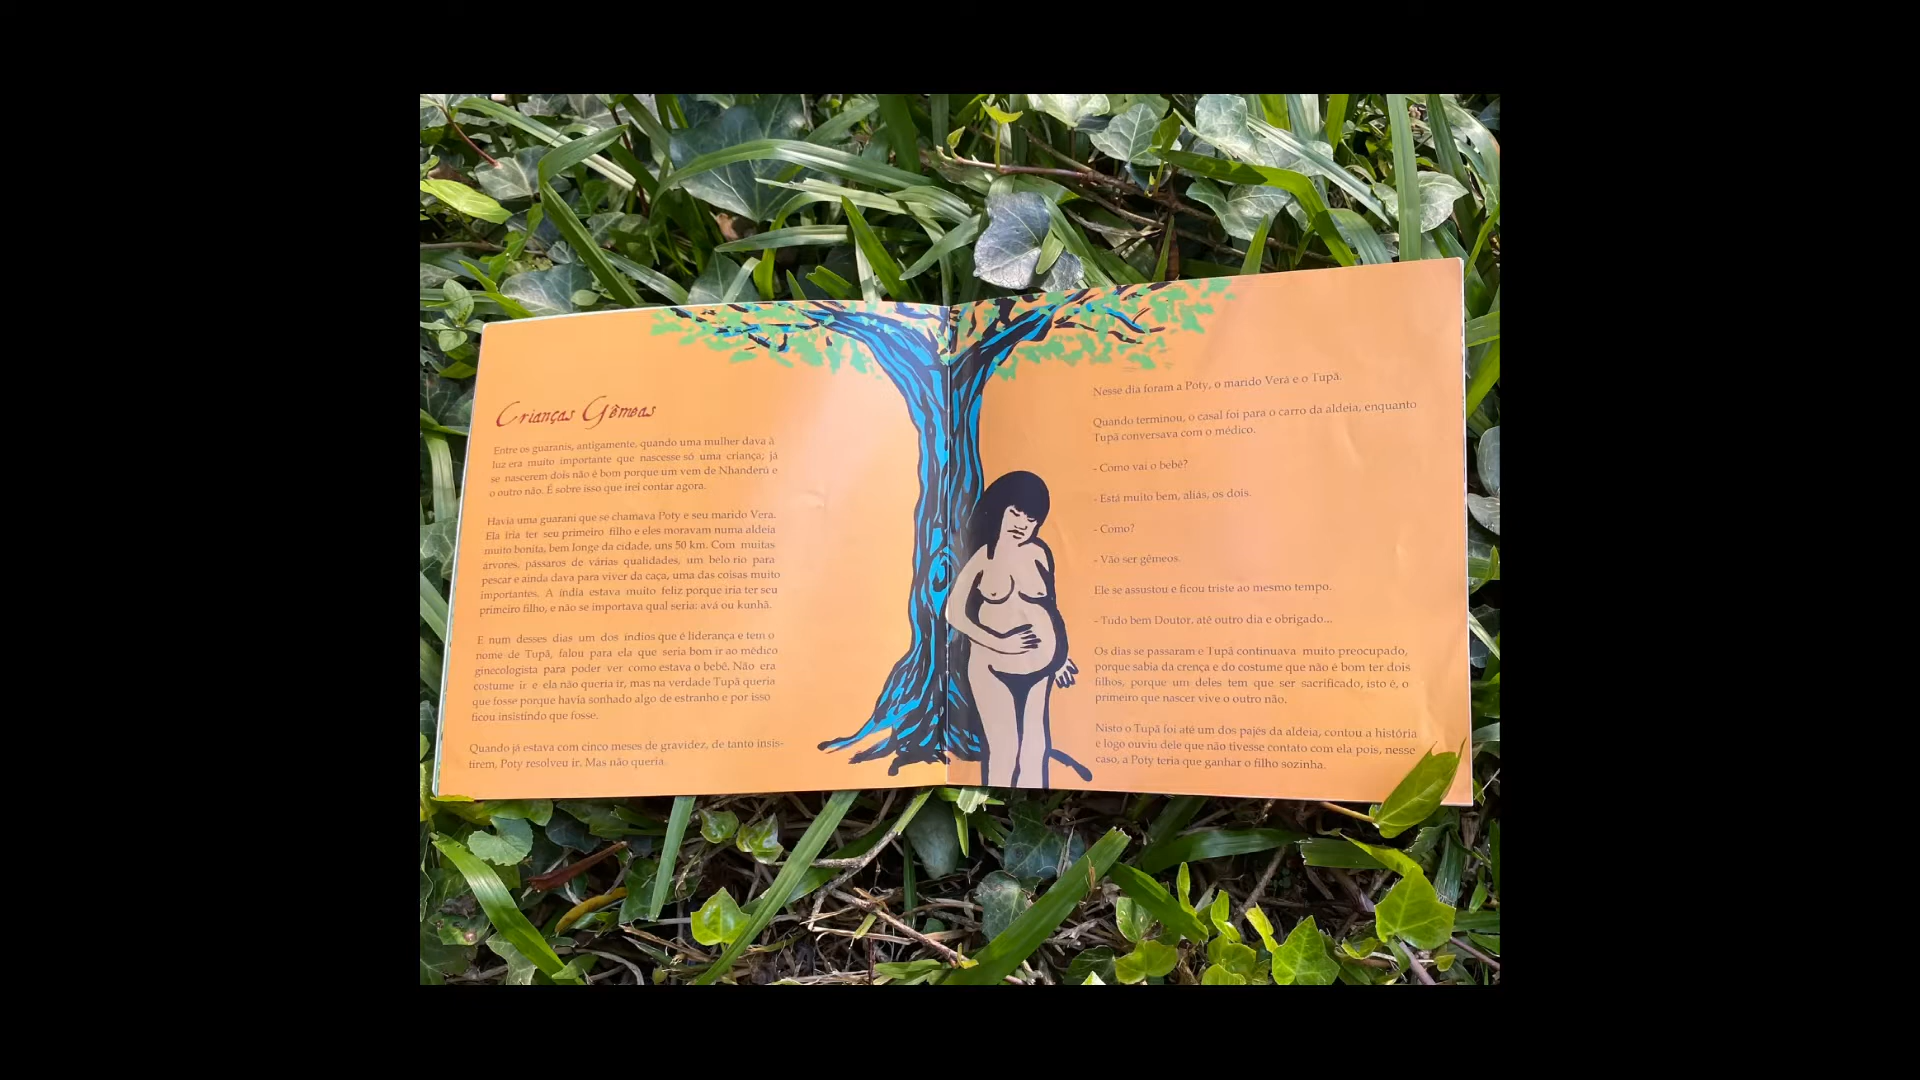 Crianças Gêmeas
Entre os guaranis, antigamente, quando uma mulher dava à
luz era muito importante que nascesse só uma criança; já
se nascerem dois não é bom porque um vem de Nhanderu e
o outro não. É sobre isso que irei contar agora.
Havia uma guarani que se chamava Poty e seu marido Vera.
Ela iria ter seu primeiro filho e eles moravam numa aldeia
muito bonita, bem longe da cidade, uns 50 km. Com muitas
árvores, pássaros de várias qualidades, um belo rio para
pescar e ainda dava para viver da caça, uma das coisas muito
importantes. A índia estava muito feliz porque iria ter seu
primeiro filho, e não se importava qual seria: avá ou kunhã.
E num desses dias um dos índios que é liderança e tem o
nome de Tupã, falou para ela que seria bom ir ao médico
ginecologista para poder ver como estava o bebê. Não era
costume ir e ela não queria ir, mas na verdade Tupã queria
que fosse porque havia sonhado algo de estranho e por isso
ficou insistindo que fosse.
Quando já estava com cinco meses de gravidez, de tanto insis-
tirem, Poty resolveu ir. Mas não queria.
Nesse dia foram a Poty, o marido Verá e o Tupã.
Quando terminou, o casal foi para o carro da aldeia, enquanto
Tupã conversava com o médico.
- Como vai o bebê?
- Está muito bem, aliás, os dois.
- Como?
- Vão ser gêmeos.
Ele se assustou e ficou triste ao mesmo tempo.
- Tudo bem Doutor, até outro dia e obrigado...
Os dias se passaram e Tupã continuava muito preocupado,
porque sabia da crença e do costume que não é bom ter dois
filhos, porque um deles tem que ser sacrificado, isto é, o
primeiro que nascer vive o outro não.
Nisto o Tupã foi até um dos pajés da aldeia, contou a história
e logo ouviu dele que não tivesse contato com ela pois, nesse
caso, a Poty teria que ganhar o filho sozinha.